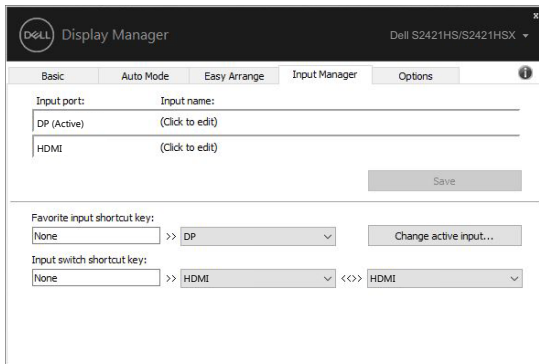 DELL Display Manager
Dell S2421HS/S2421HSX
x
Basic Auto Mode Easy Arrange Input Manager Options i
Input port: Input name:
DP (Active) (Click to edit)
HDMI (Click to edit)
Save
Favorite input shortcut key:
None >> DP Change active input...
Input switch shortcut key:
None >> HDMI <<>> HDMI